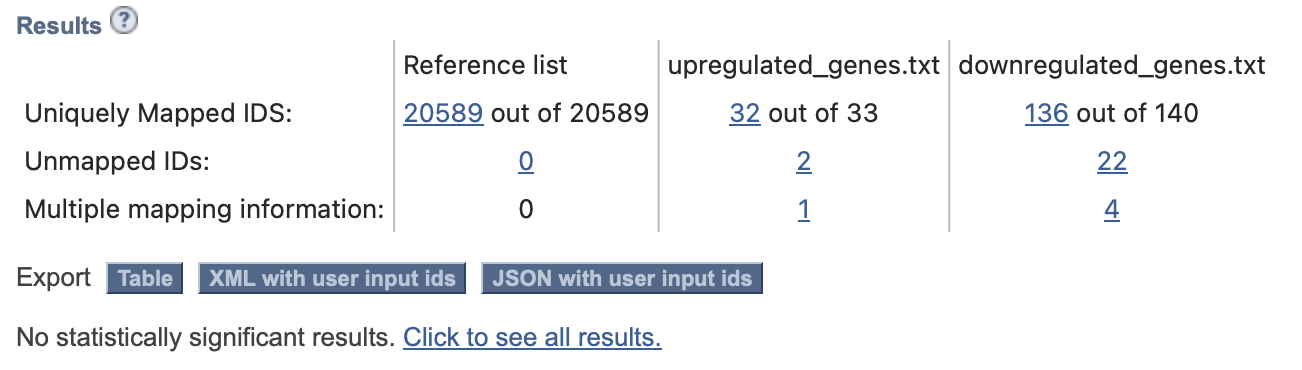 Results ?
Reference list upregulated_genes.txt downregulated_genes.txt
Uniquely Mapped IDS: 20589 out of 20589 32 out of 33 136 out of 140
Unmapped IDs: 0 2 22
Multiple mapping information: 0 1 4
Export Table XML with user input ids JSON with user input ids
No statistically significant results. Click to see all results.